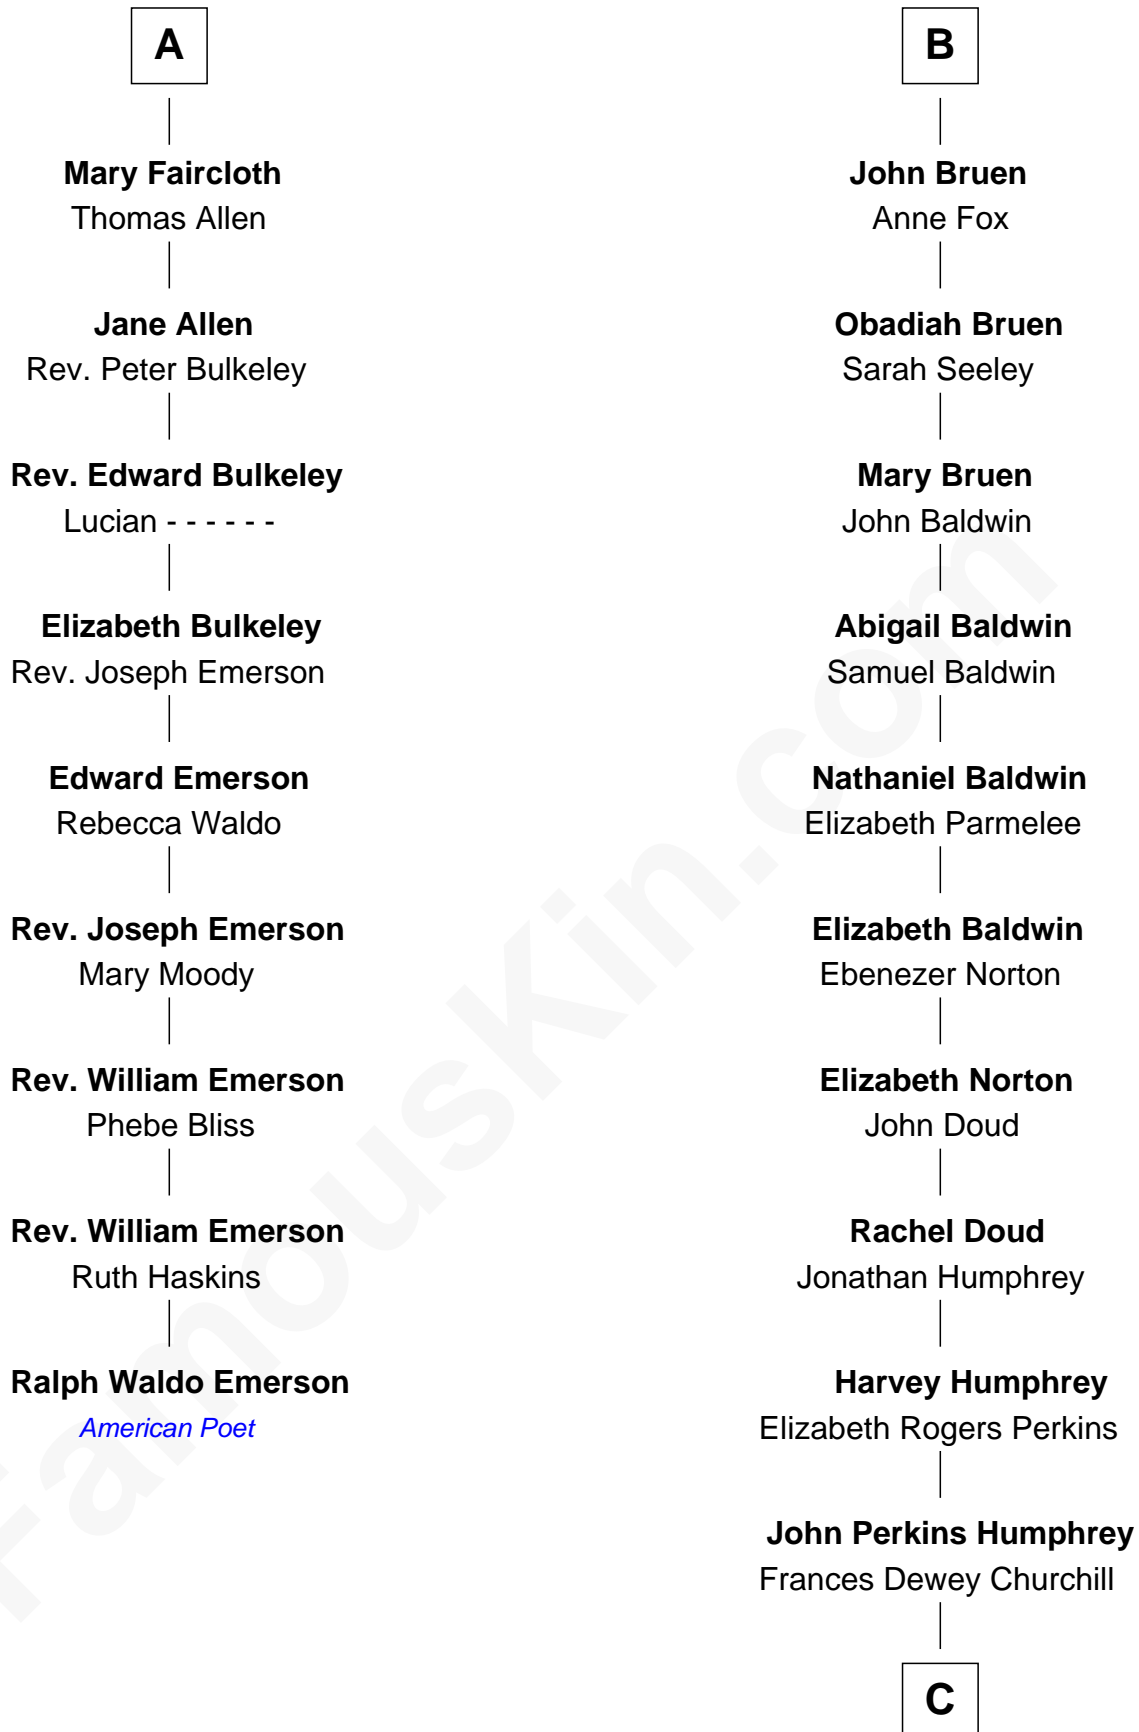 A
Mary Faircloth
Thomas Allen
Jane Allen
Rev. Peter Bulkeley
Rev. Edward Bulkeley
Lucian - - - - - -
Elizabeth Bulkeley
Rev. Joseph Emerson
Edward Emerson
Rebecca Waldo
Rev. Joseph Emerson
Mary Moody
Rev. William Emerson
Phebe Bliss
Rev. William Emerson
Ruth Haskins
Ralph Waldo Emerson
American Poet
B
John Bruen
Anne Fox
Obadiah Bruen
Sarah Seeley
Mary Bruen
John Baldwin
Abigail Baldwin
Samuel Baldwin
Nathaniel Baldwin
Elizabeth Parmelee
Elizabeth Baldwin
Ebenezer Norton
Elizabeth Norton
John Doud
Rachel Doud
Jonathan Humphrey
Harvey Humphrey
Elizabeth Rogers Perkins
John Perkins Humphrey
Frances Dewey Churchill
C
FamousKin.com